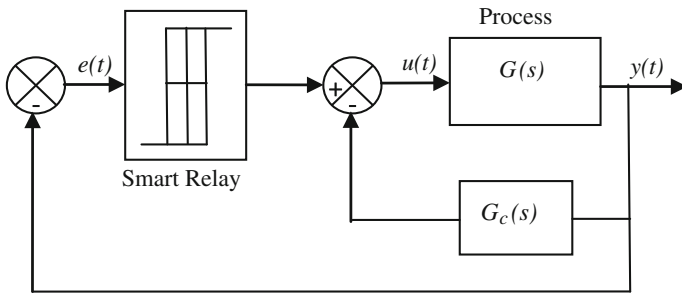 Process
e(t)
u(t)
G(s)
y(t)
-
+
-
Smart Relay
G_c(s)